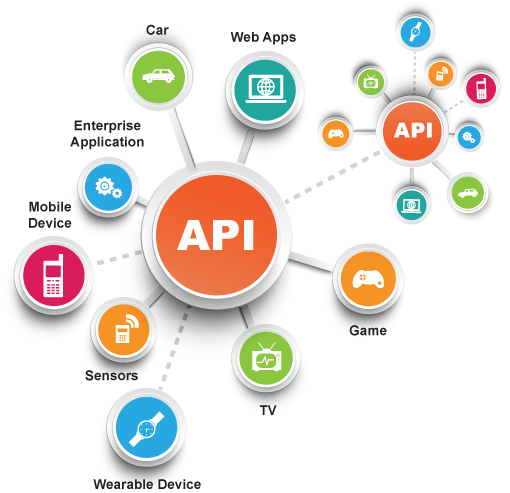 Car
Web Apps
Enterprise
Application
API
Mobile
Device
API
Game
Sensors
TV
Wearable Device